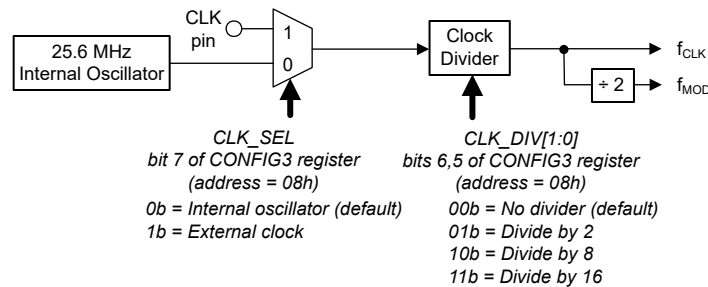 CLK
pin
1
0
25.6 MHz
Internal Oscillator
Clock
Divider
fCLK
÷ 2
fMOD
CLK_SEL
bit 7 of CONFIG3 register
(address = 08h)
0b = Internal oscillator (default)
1b = External clock
CLK_DIV[1:0]
bits 6,5 of CONFIG3 register
(address = 08h)
00b = No divider (default)
01b = Divide by 2
10b = Divide by 8
11b = Divide by 16